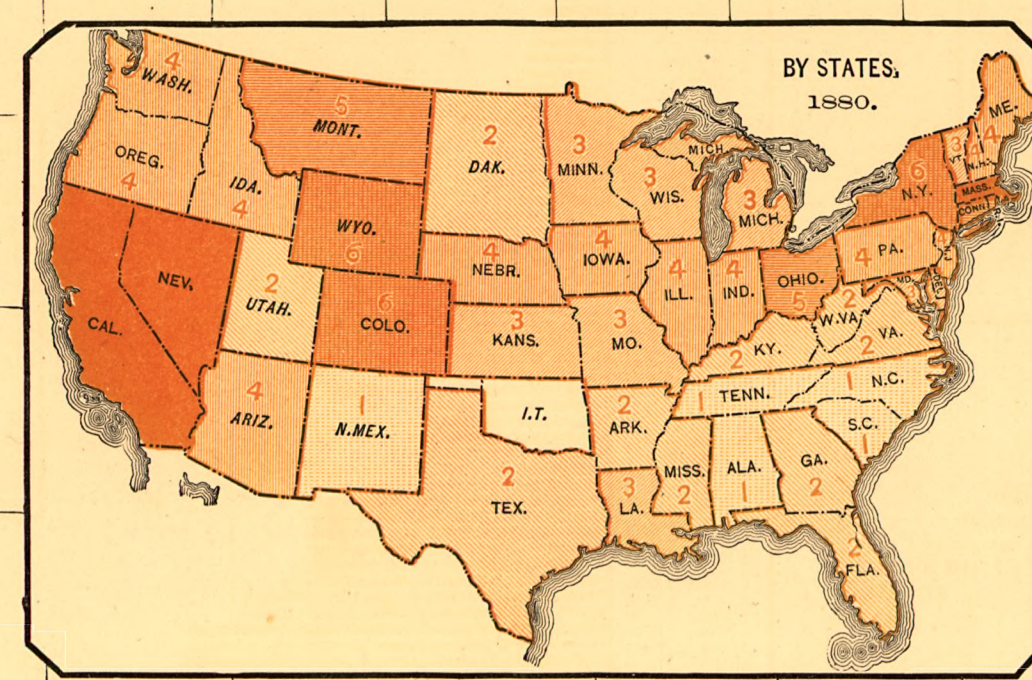 BY STATES,
1880.
4
WASH.
5
MONT.
2
DAK.
3
MINN.
OREG.
4
IDA.
4
WYO.
6
3
WIS.
MICH.
3
MICH.
ME.
4
3
VT.
4
N.H.
6
N.Y.
MASS.
CONN.
CAL.
NEV.
2
UTAH.
6
COLO.
4
NEBR.
4
IOWA.
4
ILL.
4
IND.
OHIO.
5
4
PA.
MD.
DEL.
2
W.VA.
2
VA.
3
KANS.
3
MO.
2
KY.
1
TENN.
1
N.C.
S.C.
1
4
ARIZ.
1
N.MEX.
I.T.
2
TEX.
2
ARK.
3
LA.
MISS.
2
ALA.
1
GA.
2
2
FLA.